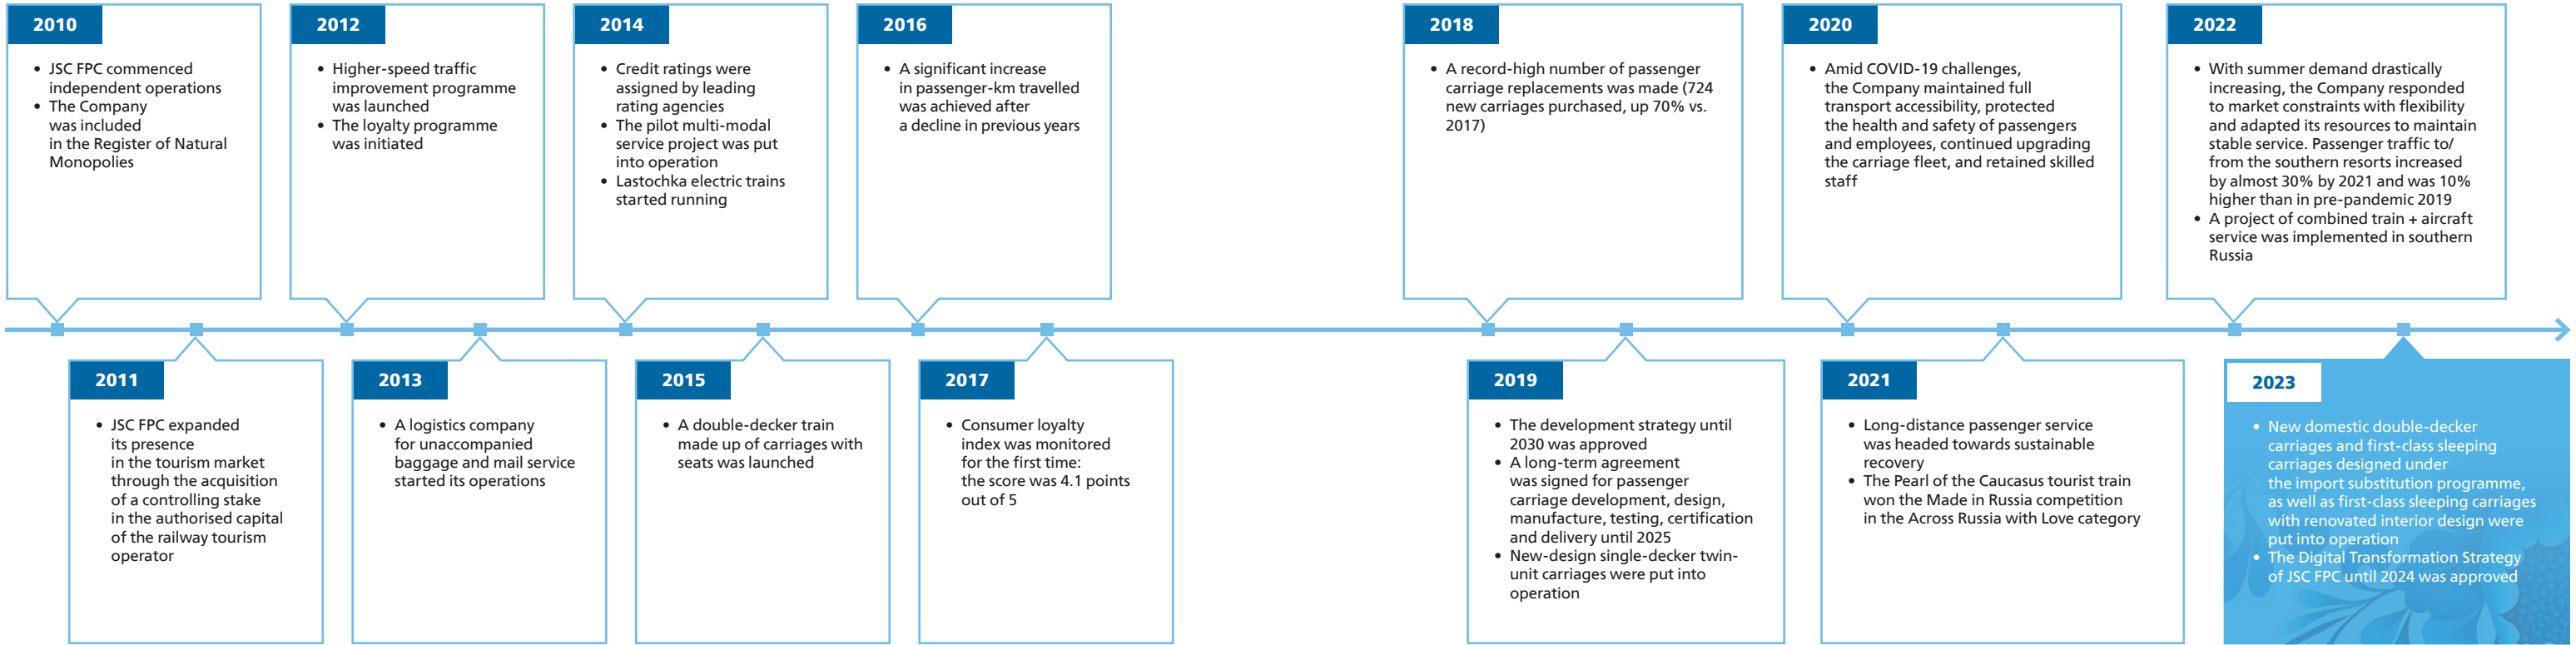 2010
• JSC FPC commenced
independent operations
• The Company
was included
in the Register of Natural
Monopolies
2011
• JSC FPC expanded
its presence
in the tourism market
through the acquisition
of a controlling stake
in the authorised capital
of the railway tourism
operator
2012
• Higher-speed traffic
improvement programme
was launched
• The loyalty programme
was initiated
2013
• A logistics company
for unaccompanied
baggage and mail service
started its operations
2014
• Credit ratings were
assigned by leading
rating agencies
• The pilot multi-modal
service project was put
into operation
• Lastochka electric trains
started running
2015
• A double-decker train
made up of carriages with
seats was launched
2016
• A significant increase
in passenger-km travelled
was achieved after
a decline in previous years
2017
• Consumer loyalty
index was monitored
for the first time:
the score was 4.1 points
out of 5
2018
• A record-high number of passenger
carriage replacements was made (724
new carriages purchased, up 70% vs.
2017)
2019
• The development strategy until
2030 was approved
• A long-term agreement
was signed for passenger
carriage development, design,
manufacture, testing, certification
and delivery until 2025
• New-design single-decker twin-
unit carriages were put into
operation
2020
• Amid COVID-19 challenges,
the Company maintained full
transport accessibility, protected
the health and safety of passengers
and employees, continued upgrading
the carriage fleet, and retained skilled
staff
2021
• Long-distance passenger service
was headed towards sustainable
recovery
• The Pearl of the Caucasus tourist train
won the Made in Russia competition
in the Across Russia with Love category
2022
• With summer demand drastically
increasing, the Company responded
to market constraints with flexibility
and adapted its resources to maintain
stable service. Passenger traffic to/
from the southern resorts increased
by almost 30% by 2021 and was 10%
higher than in pre-pandemic 2019
• A project of combined train + aircraft
service was implemented in southern
Russia
2023
• New domestic double-decker
carriages and first-class sleeping
carriages designed under
the import substitution programme,
as well as first-class sleeping carriages
with renovated interior design were
put into operation
• The Digital Transformation Strategy
of JSC FPC until 2024 was approved